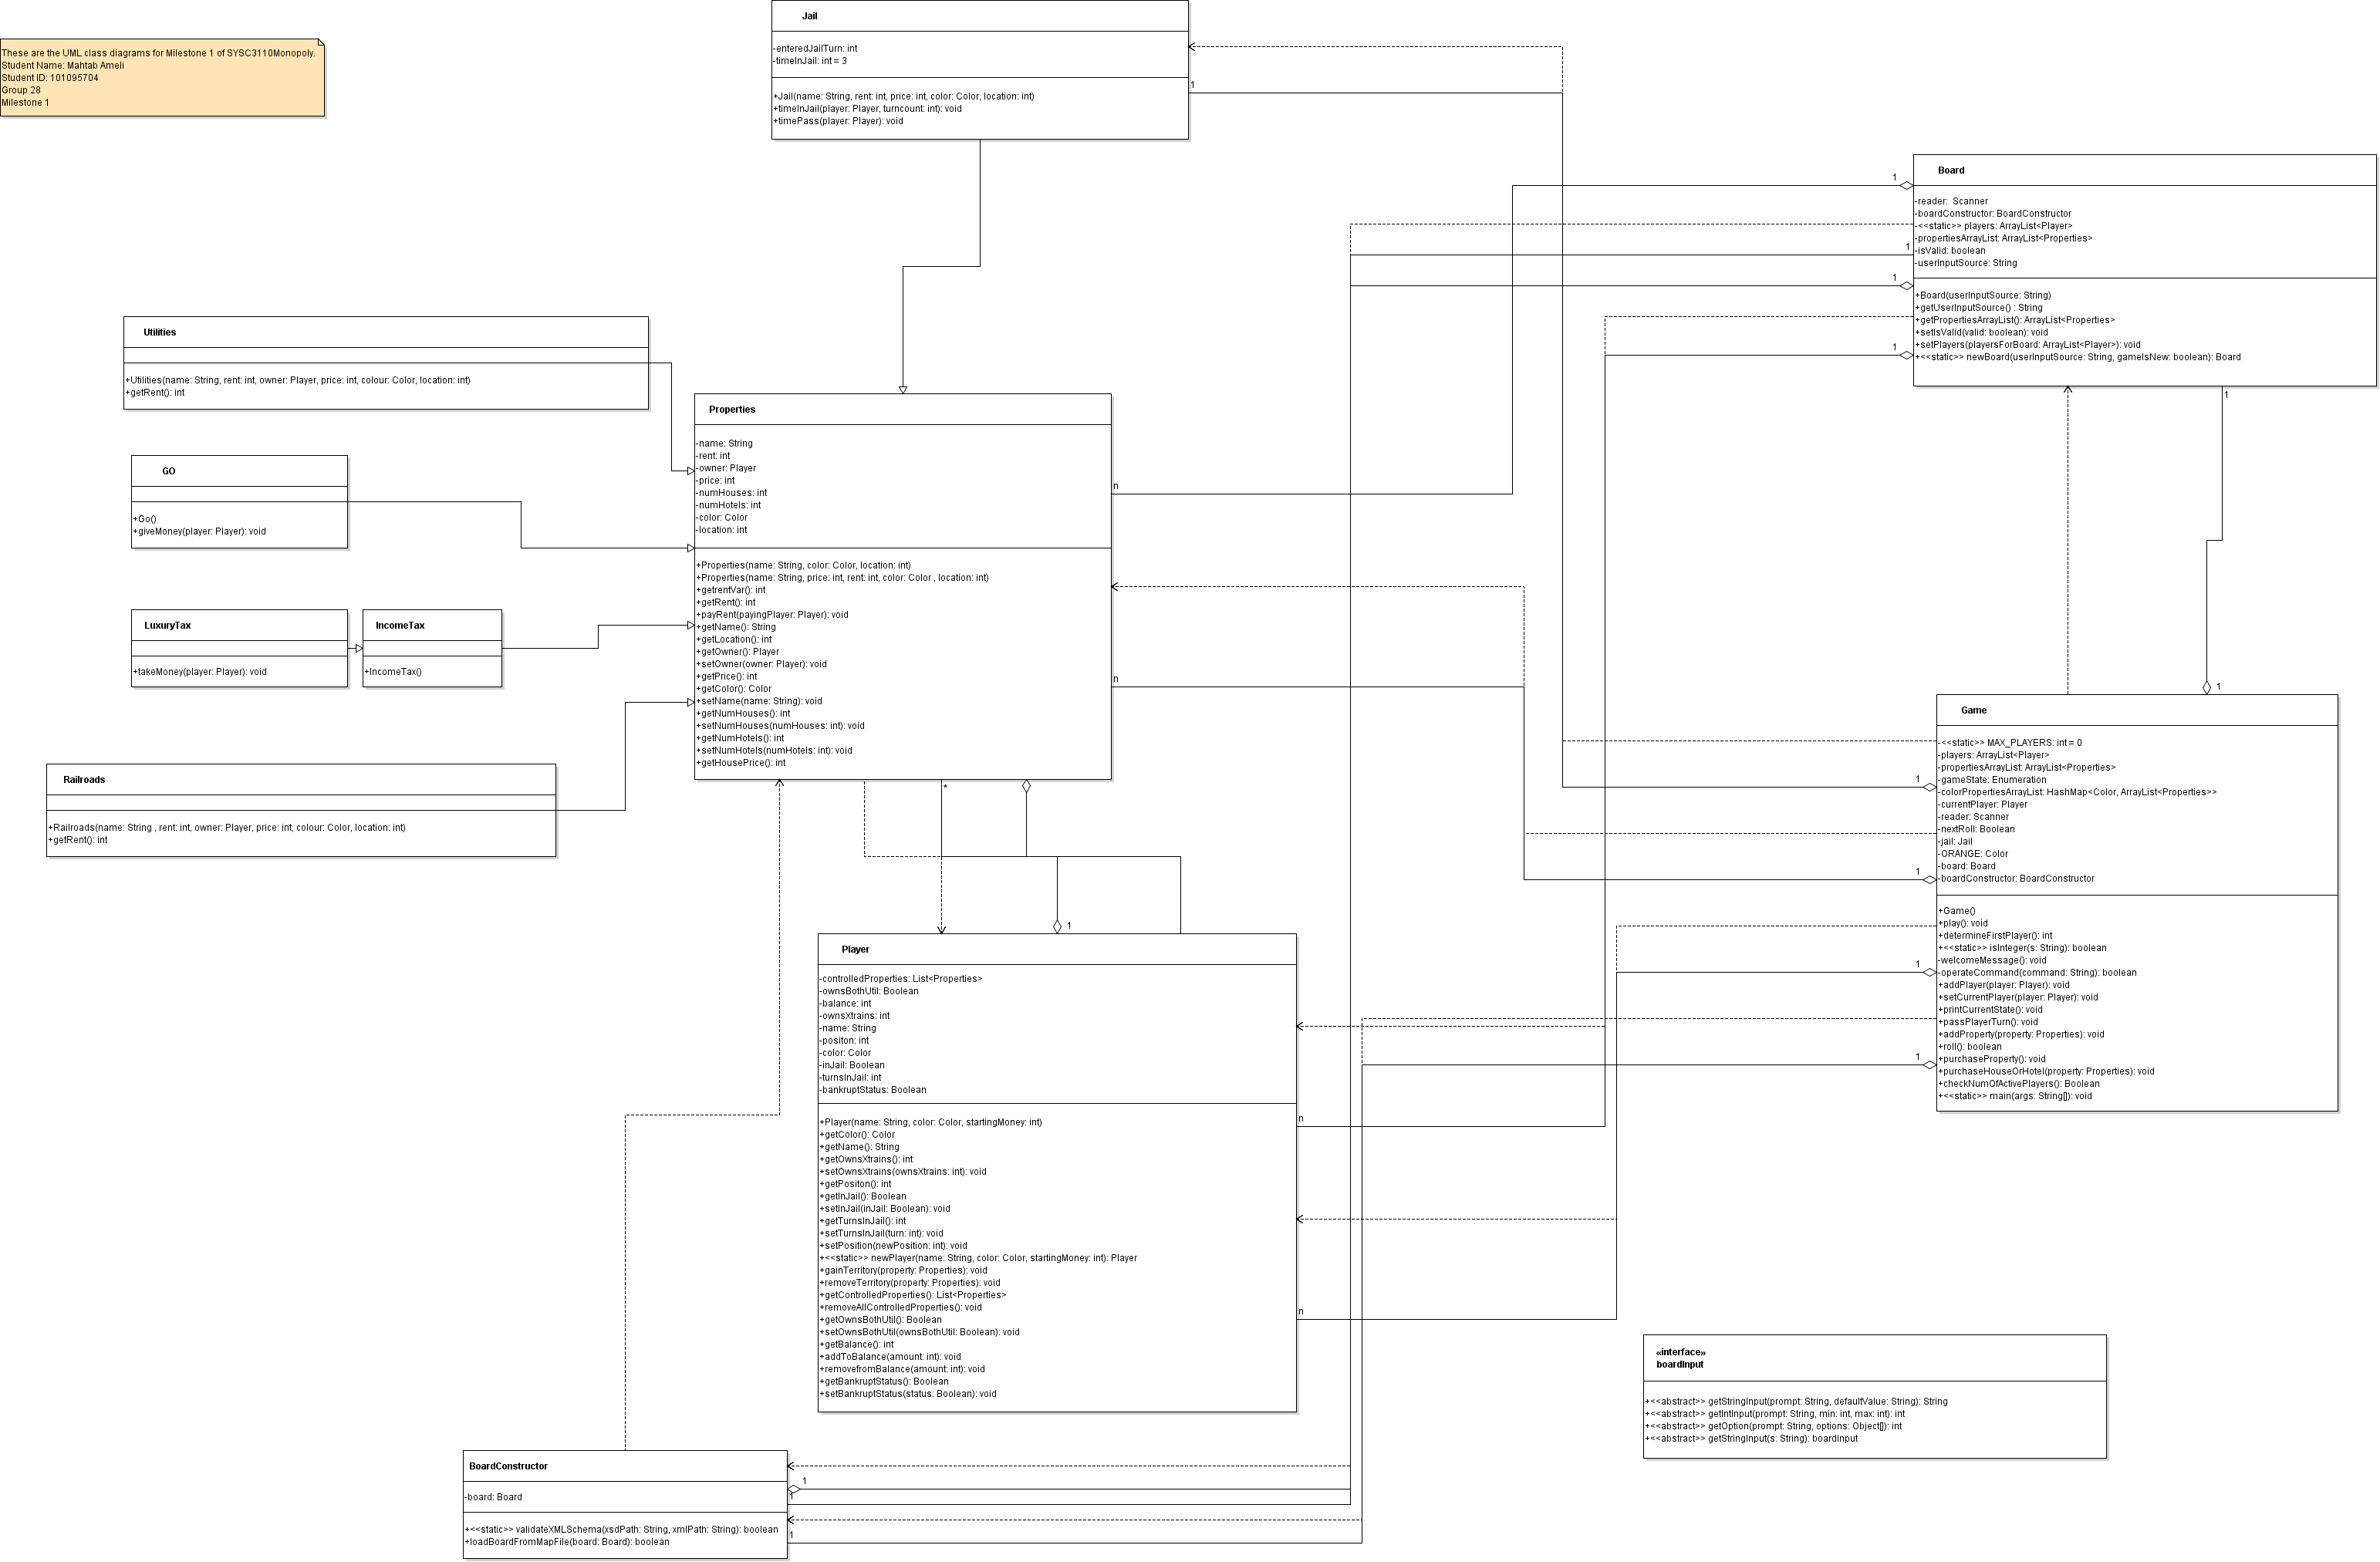 These are the UML class diagrams for Milestone 1 of SYSC3110Monopoly.
Student Name: Mahtab Ameli
Student ID: 101095704
Group 28
Milestone 1
Jail
-enteredJailTurn: int
-timeInJail: int = 3
+Jail(name: String, rent: int, price: int, color: Color, location: int)
+timeInJail(player: Player, turncount: int): void
+timePass(player: Player): void
1
Board
-reader:  Scanner
-boardConstructor: BoardConstructor
-<<static>> players: ArrayList<Player>
-propertiesArrayList: ArrayList<Properties>
-isValid: boolean
-userInputSource: String
+Board(userInputSource: String)
+getUserInputSource() : String
+getPropertiesArrayList(): ArrayList<Properties>
+setIsValid(valid: boolean): void
+setPlayers(playersForBoard: ArrayList<Player>): void
+<<static>> newBoard(userInputSource: String, gameIsNew: boolean): Board
1
1
1
1
1
Utilities
+Utilities(name: String, rent: int, owner: Player, price: int, colour: Color, location: int)
+getRent(): int
GO
+Go()
+giveMoney(player: Player): void
LuxuryTax
+takeMoney(player: Player): void
IncomeTax
+IncomeTax()
Railroads
+Railroads(name: String , rent: int, owner: Player, price: int, colour: Color, location: int)
+getRent(): int
Properties
-name: String
-rent: int
-owner: Player
-price: int
-numHouses: int
-numHotels: int
-color: Color
-location: int
+Properties(name: String, color: Color, location: int)
+Properties(name: String, price: int, rent: int, color: Color , location: int)
+getrentVar(): int
+getRent(): int
+payRent(payingPlayer: Player): void
+getName(): String
+getLocation(): int
+getOwner(): Player
+setOwner(owner: Player): void
+getPrice(): int
+getColor(): Color
+setName(name: String): void
+getNumHouses(): int
+setNumHouses(numHouses: int): void
+getNumHotels(): int
+setNumHotels(numHotels: int): void
+getHousePrice(): int
n
n
*
1
Game
-<<static>> MAX_PLAYERS: int = 0
-players: ArrayList<Player>
-propertiesArrayList: ArrayList<Properties>
-gameState: Enumeration
-colorPropertiesArray: HashMap<Color, ArrayList<Properties>>
-currentPlayer: Player
-reader: Scanner
-nextRoll: Boolean
-jail: Jail
-ORANGE: Color
-board: Board
-boardConstructor: BoardConstructor
+Game()
+play(): void
+determineFirstPlayer(): int
+<<static>> isInteger(s: String): boolean
-welcomeMessage(): void
-operateCommand(command: String): boolean
+addPlayer(player: Player): void
+setCurrentPlayer(player: Player): void
+printCurrentState(): void
+passPlayerTurn(): void
+addProperty(property: Properties): void
+roll(): boolean
+purchaseProperty(): void
+purchaseHouseOrHotel(property: Properties): void
+checkNumOfActivePlayers(): Boolean
+<<static>> main(args: String[]): void
1
1
1
1
1
Player
-controlledProperties: List<Properties>
-ownsBothUtil: Boolean
-balance: int
-ownsXtrains: int
-name: String
-positon: int
-color: Color
-inJail: Boolean
-turnsInJail: int
-bankruptStatus: Boolean
+Player(name: String, color: Color, startingMoney: int)
+getColor(): Color
+getName(): String
+getOwnsXtrains(): int
+setOwnsXtrains(ownsXtrains: int): void
+getPositon(): int
+getInJail(): Boolean
+setInJail(inJail: Boolean): void
+getTurnsInJail(): int
+setTurnsInJail(turn: int): void
+setPosition(newPosition: int): void
+<<static>> newPlayer(name: String, color: Color, startingMoney: int): Player
+gainTerritory(property: Properties): void
+removeTerritory(property: Properties): void
+getControlledProperties(): List<Properties>
+removeAllControlledProperties(): void
+getOwnsBothUtil(): Boolean
+setOwnsBothUtil(ownsBothUtil: Boolean): void
+getBalance(): int
+addToBalance(amount: int): void
+removefromBalance(amount: int): void
+getBankruptStatus(): Boolean
+setBankruptStatus(status: Boolean): void
n
n
«interface»
boardInput
+<<abstract>> getStringInput(prompt: String, defaultValue: String): String
+<<abstract>> getIntInput(prompt: String, min: int, max: int): int
+<<abstract>> getOption(prompt: String, options: Object[]): int
+<<abstract>> getStringInput(s: String): boardInput
BoardConstructor
-board: Board
+<<static>> validateXMLSchema(xsdPath: String, xmlPath: String): boolean
+loadBoardFromMapFile(board: Board): boolean
1
1
1